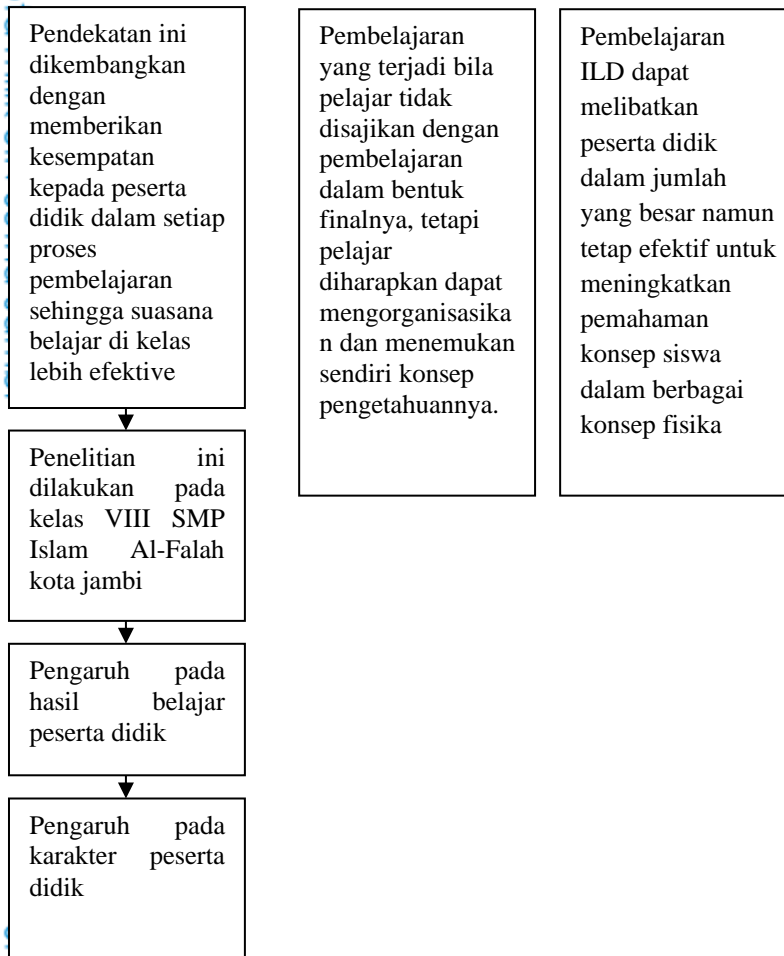 Pendekatan ini
dikembangkan
dengan
memberikan
kesempatan
kepada peserta
didik dalam setiap
proses
pembelajaran
sehingga suasana
belajar di kelas
lebih efektive
Penelitian ini
dilakukan pada
kelas VIII SMP
Islam Al-Falah
kota jambi
Pengaruh pada
hasil belajar
peserta didik
Pengaruh pada
karakter peserta
didik
Pembelajaran
yang terjadi bila
pelajar tidak
disajikan dengan
pembelajaran
dalam bentuk
finalnya, tetapi
pelajar
diharapkan dapat
mengorganisasika
n dan menemukan
sendiri konsep
pengetahuannya.
Pembelajaran
ILD dapat
melibatkan
peserta didik
dalam jumlah
yang besar namun
tetap efektif untuk
meningkatkan
pemahaman
konsep siswa
dalam berbagai
konsep fisika